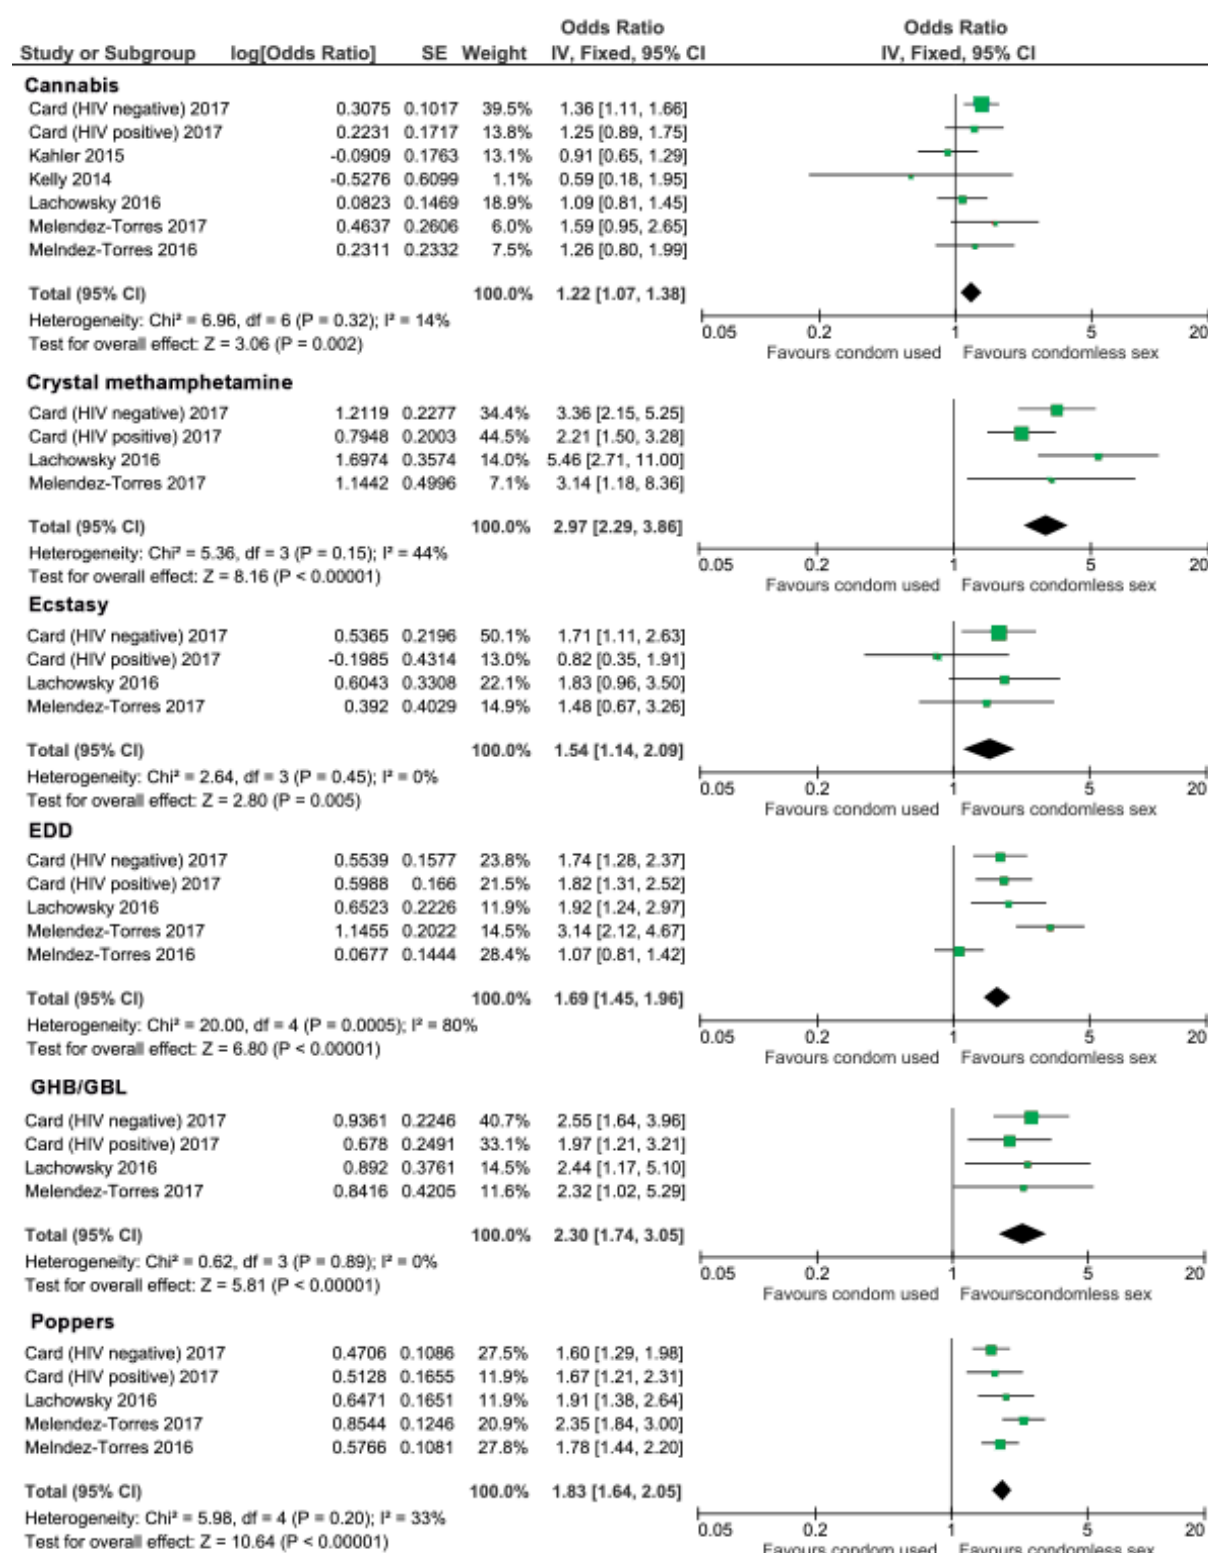 Odds Ratio Odds Ratio
Study or Subgroup log[Odds Ratio] SE Weight IV, Fixed, 95% CI IV, Fixed, 95% CI
Cannabis
Card (HIV negative) 2017 0.3075 0.1017 39.5% 1.36 [1.11, 1.66]
Card (HIV positive) 2017 0.2231 0.1717 13.8% 1.25 [0.89, 1.75]
Kahler 2015 -0.0909 0.1763 13.1% 0.91 [0.65, 1.29]
Kelly 2014 -0.5276 0.6099 1.1% 0.59 [0.18, 1.95]
Lachowsky 2016 0.0823 0.1469 18.9% 1.09 [0.81, 1.45]
Melendez-Torres 2017 0.4637 0.2606 6.0% 1.59 [0.95, 2.65]
Melndez-Torres 2016 0.2311 0.2332 7.5% 1.26 [0.80, 1.99]
Total (95% CI) 100.0% 1.22 [1.07, 1.38]
Heterogeneity: Chi² = 6.96, df = 6 (P = 0.32); I² = 14%
Test for overall effect: Z = 3.06 (P = 0.002)
0.05 0.2 1 5 20
Favours condom used Favours condomless sex
Crystal methamphetamine
Card (HIV negative) 2017 1.2119 0.2277 34.4% 3.36 [2.15, 5.25]
Card (HIV positive) 2017 0.7948 0.2003 44.5% 2.21 [1.50, 3.28]
Lachowsky 2016 1.6974 0.3574 14.0% 5.46 [2.71, 11.00]
Melendez-Torres 2017 1.1442 0.4996 7.1% 3.14 [1.18, 8.36]
Total (95% CI) 100.0% 2.97 [2.29, 3.86]
Heterogeneity: Chi² = 5.36, df = 3 (P = 0.15); I² = 44%
Test for overall effect: Z = 8.16 (P < 0.00001)
0.05 0.2 1 5 20
Favours condom used Favours condomless sex
Ecstasy
Card (HIV negative) 2017 0.5365 0.2196 50.1% 1.71 [1.11, 2.63]
Card (HIV positive) 2017 -0.1985 0.4314 13.0% 0.82 [0.35, 1.91]
Lachowsky 2016 0.6043 0.3308 22.1% 1.83 [0.96, 3.50]
Melendez-Torres 2017 0.392 0.4029 14.9% 1.48 [0.67, 3.26]
Total (95% CI) 100.0% 1.54 [1.14, 2.09]
Heterogeneity: Chi² = 2.64, df = 3 (P = 0.45); I² = 0%
Test for overall effect: Z = 2.80 (P = 0.005)
0.05 0.2 1 5 20
Favours condom used Favours condomless sex
EDD
Card (HIV negative) 2017 0.5539 0.1577 23.8% 1.74 [1.28, 2.37]
Card (HIV positive) 2017 0.5988 0.166 21.5% 1.82 [1.31, 2.52]
Lachowsky 2016 0.6523 0.2226 11.9% 1.92 [1.24, 2.97]
Melendez-Torres 2017 1.1455 0.2022 14.5% 3.14 [2.12, 4.67]
Melndez-Torres 2016 0.0677 0.1444 28.4% 1.07 [0.81, 1.42]
Total (95% CI) 100.0% 1.69 [1.45, 1.96]
Heterogeneity: Chi² = 20.00, df = 4 (P = 0.0005); I² = 80%
Test for overall effect: Z = 6.80 (P < 0.00001)
0.05 0.2 1 5 20
Favours condom used Favours condomless sex
GHB/GBL
Card (HIV negative) 2017 0.9361 0.2246 40.7% 2.55 [1.64, 3.96]
Card (HIV positive) 2017 0.678 0.2491 33.1% 1.97 [1.21, 3.21]
Lachowsky 2016 0.892 0.3761 14.5% 2.44 [1.17, 5.10]
Melendez-Torres 2017 0.8416 0.4205 11.6% 2.32 [1.02, 5.29]
Total (95% CI) 100.0% 2.30 [1.74, 3.05]
Heterogeneity: Chi² = 0.62, df = 3 (P = 0.89); I² = 0%
Test for overall effect: Z = 5.81 (P < 0.00001)
0.05 0.2 1 5 20
Favours condom used Favourscondomless sex
Poppers
Card (HIV negative) 2017 0.4706 0.1086 27.5% 1.60 [1.29, 1.98]
Card (HIV positive) 2017 0.5128 0.1655 11.9% 1.67 [1.21, 2.31]
Lachowsky 2016 0.6471 0.1651 11.9% 1.91 [1.38, 2.64]
Melendez-Torres 2017 0.8544 0.1246 20.9% 2.35 [1.84, 3.00]
Melndez-Torres 2016 0.5766 0.1081 27.8% 1.78 [1.44, 2.20]
Total (95% CI) 100.0% 1.83 [1.64, 2.05]
Heterogeneity: Chi² = 5.98, df = 4 (P = 0.20); I² = 33%
Test for overall effect: Z = 10.64 (P < 0.00001)
0.05 0.2 1 5 20
Favours condom used Favours condomless sex